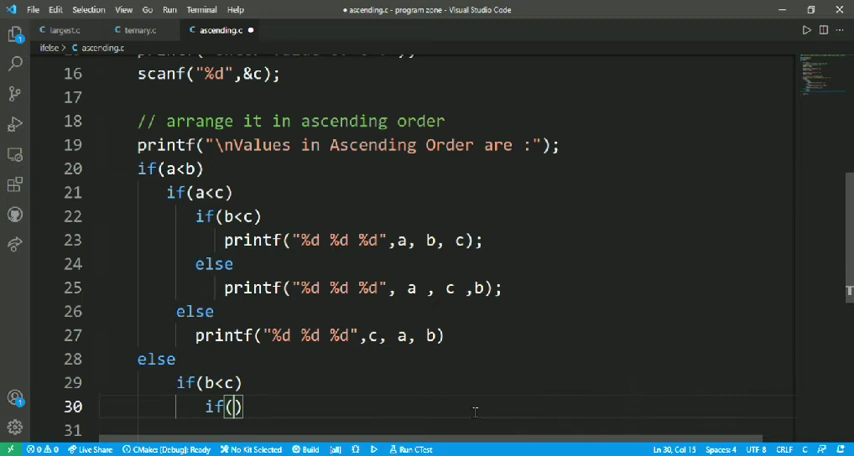 File Edit Selection View Go Run Terminal Help
● ascending.c - program zone - Visual Studio Code
C largest.c C ternary.c C ascending.c ●
ifelse > C ascending.c
16 scanf("%d",&c);
17
18 // arrange it in ascending order
19 printf("\nValues in Ascending Order are :");
20 if(a<b)
21 if(a<c)
22 if(b<c)
23 printf("%d %d %d",a, b, c);
24 else
25 printf("%d %d %d", a , c ,b);
26 else
27 printf("%d %d %d",c, a, b)
28 else
29 if(b<c)
30 if()
31
0 0 Live Share CMake: [Debug]: Ready No Kit Selected Build [all] Run CTest Ln 30, Col 15 Spaces: 4 UTF-8 CRLF C